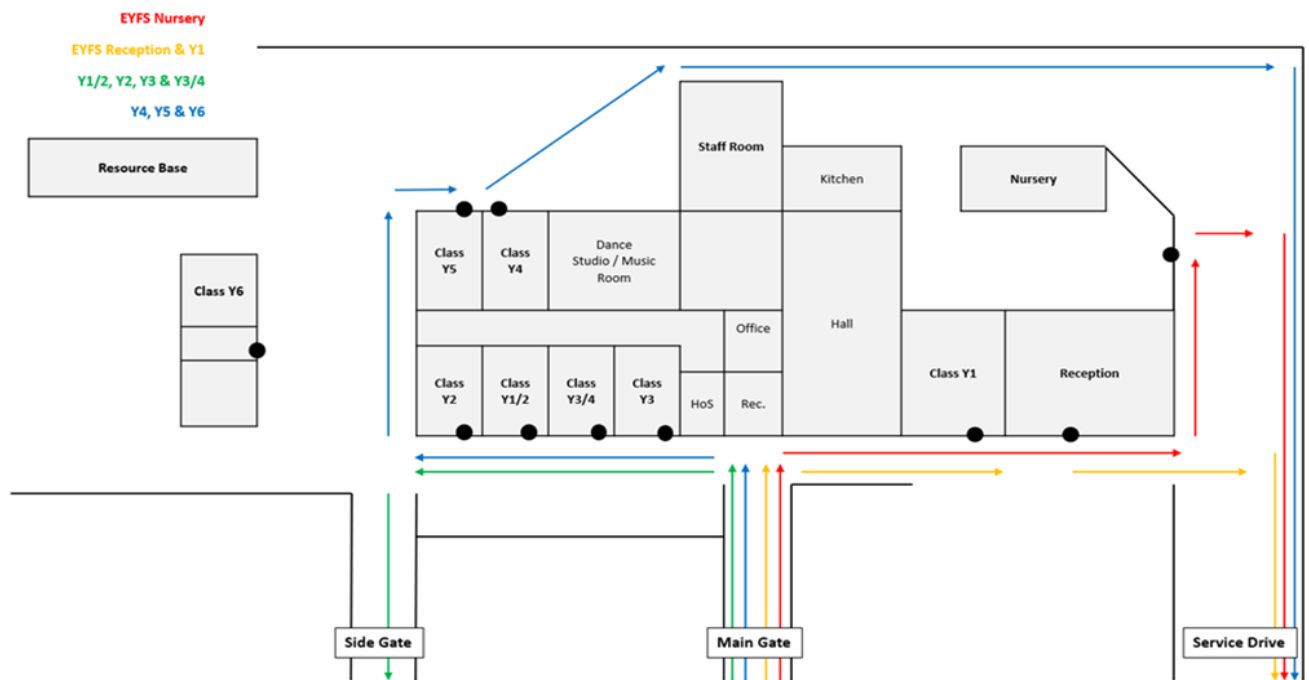 EYFS Nursery
EYFS Reception & Y1
Y1/2, Y2, Y3 & Y3/4
Y4, Y5 & Y6
Resource Base
Staff Room
Kitchen
Nursery
Class
Y5
Class
Y4
Dance
Studio / Music
Room
Class Y6
Office
Hall
Class Y1
Reception
Class
Y2
Class
Y1/2
Class
Y3/4
Class
Y3
HoS
Rec.
Side Gate
Main Gate
Service Drive